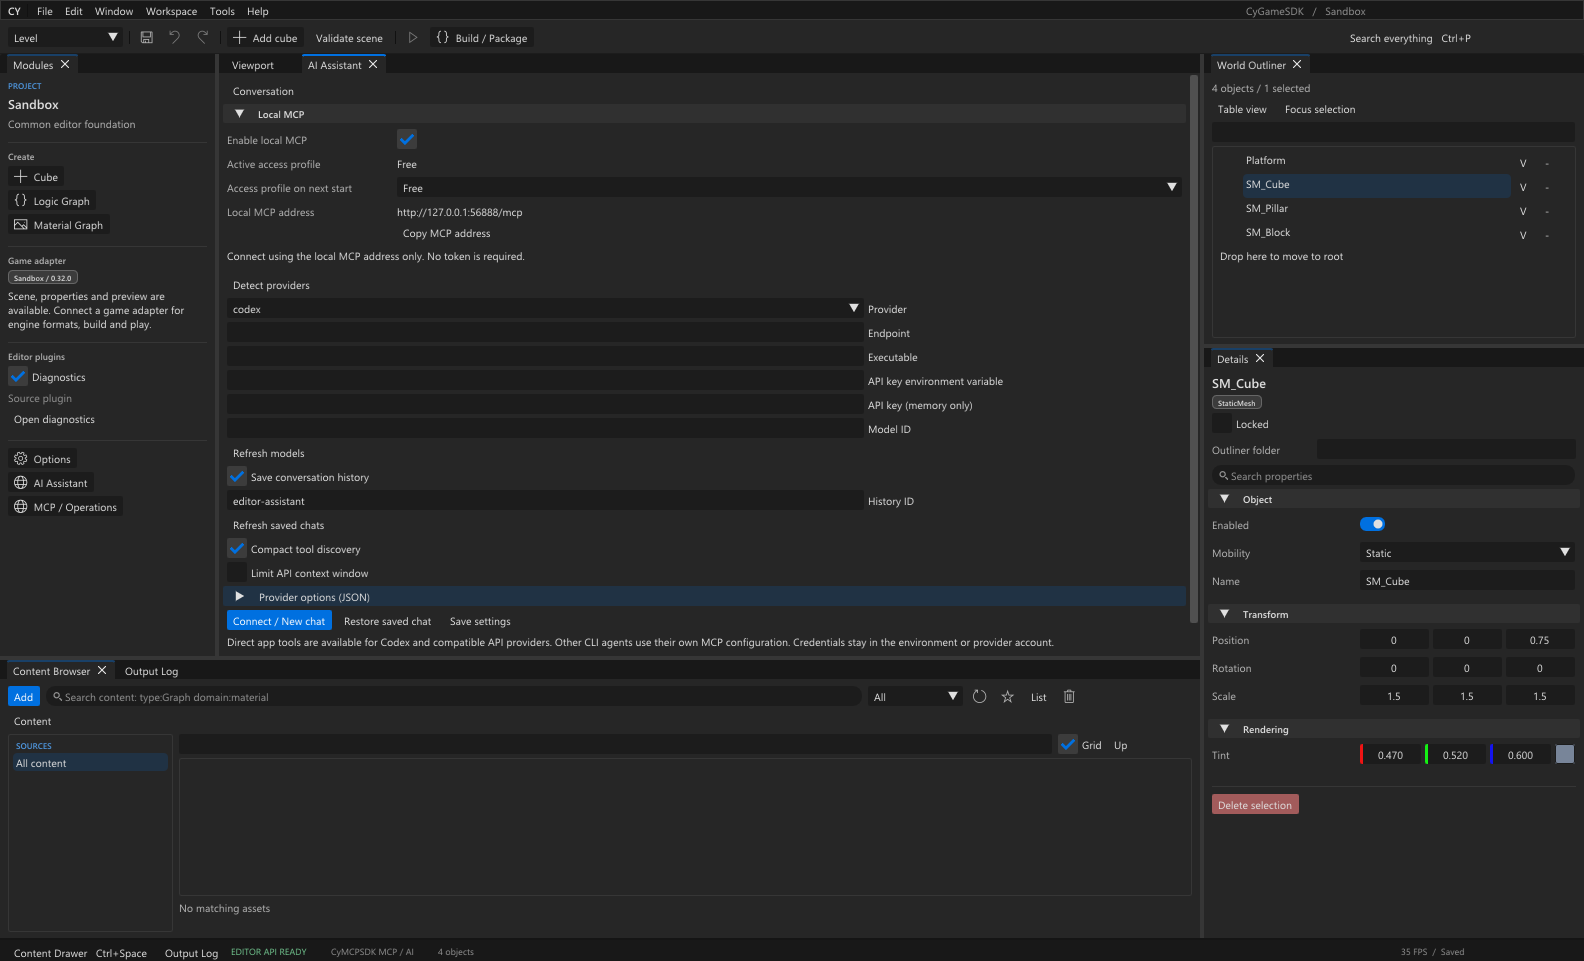 CY File Edit Window Workspace Tools Help
CyGameSDK / Sandbox
Level
Add cube
Validate scene
Build / Package
Search everything Ctrl+P
Modules
PROJECT
Sandbox
Common editor foundation
Create
Cube
Logic Graph
Material Graph
Game adapter
Sandbox / 0.32.0
Scene, properties and preview are
available. Connect a game adapter for
engine formats, build and play.
Editor plugins
Diagnostics
Source plugin
Open diagnostics
Options
AI Assistant
MCP / Operations
Viewport
AI Assistant
Conversation
Local MCP
Enable local MCP
Active access profile Free
Access profile on next start Free
Local MCP address http://127.0.0.1:56888/mcp
Copy MCP address
Connect using the local MCP address only. No token is required.
Detect providers
codex Provider
Endpoint
Executable
API key environment variable
API key (memory only)
Model ID
Refresh models
Save conversation history
editor-assistant History ID
Refresh saved chats
Compact tool discovery
Limit API context window
Provider options (JSON)
Connect / New chat Restore saved chat Save settings
Direct app tools are available for Codex and compatible API providers. Other CLI agents use their own MCP configuration. Credentials stay in the environment or provider account.
Content Browser Output Log
Add Search content: type:Graph domain:material All List
Content
SOURCES
All content
Grid Up
No matching assets
World Outliner
4 objects / 1 selected
Table view Focus selection
Platform V -
SM_Cube V -
SM_Pillar V -
SM_Block V -
Drop here to move to root
Details
SM_Cube
StaticMesh
Locked
Outliner folder
Search properties
Object
Enabled
Mobility Static
Name SM_Cube
Transform
Position 0 0 0.75
Rotation 0 0 0
Scale 1.5 1.5 1.5
Rendering
Tint 0.470 0.520 0.600
Delete selection
Content Drawer Ctrl+Space Output Log EDITOR API READY CyMCPSDK MCP / AI 4 objects
35 FPS / Saved